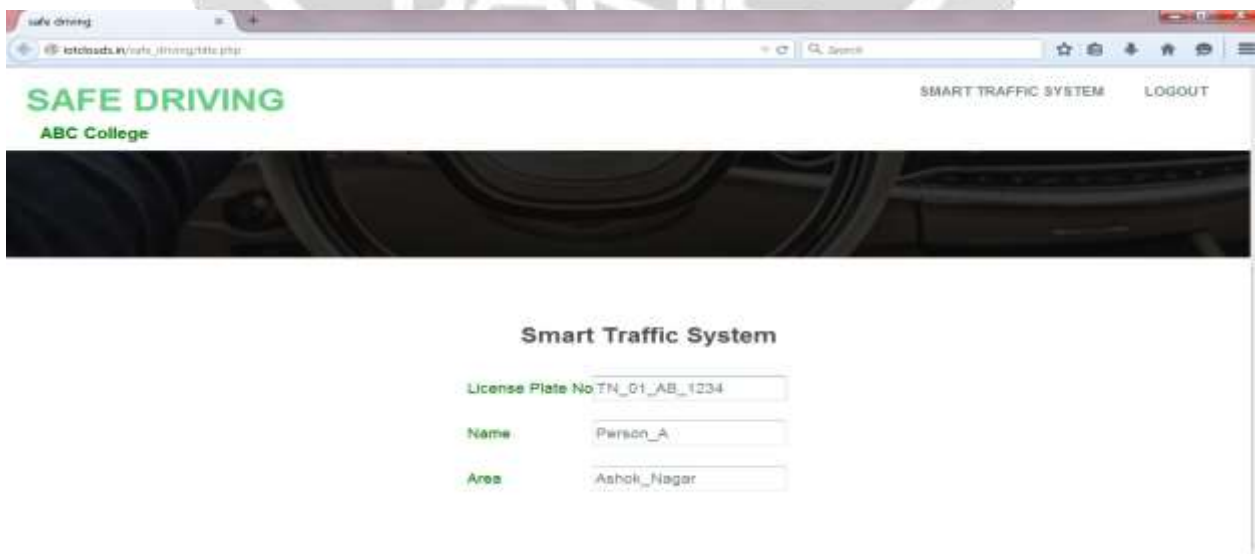 safe driving
iotclouds.in/safe_driving/title.php
Search
SAFE DRIVING
SMART TRAFFIC SYSTEM LOGOUT
ABC College
Smart Traffic System
License Plate No TN_01_AB_1234
Name Person_A
Area Ashok_Nagar